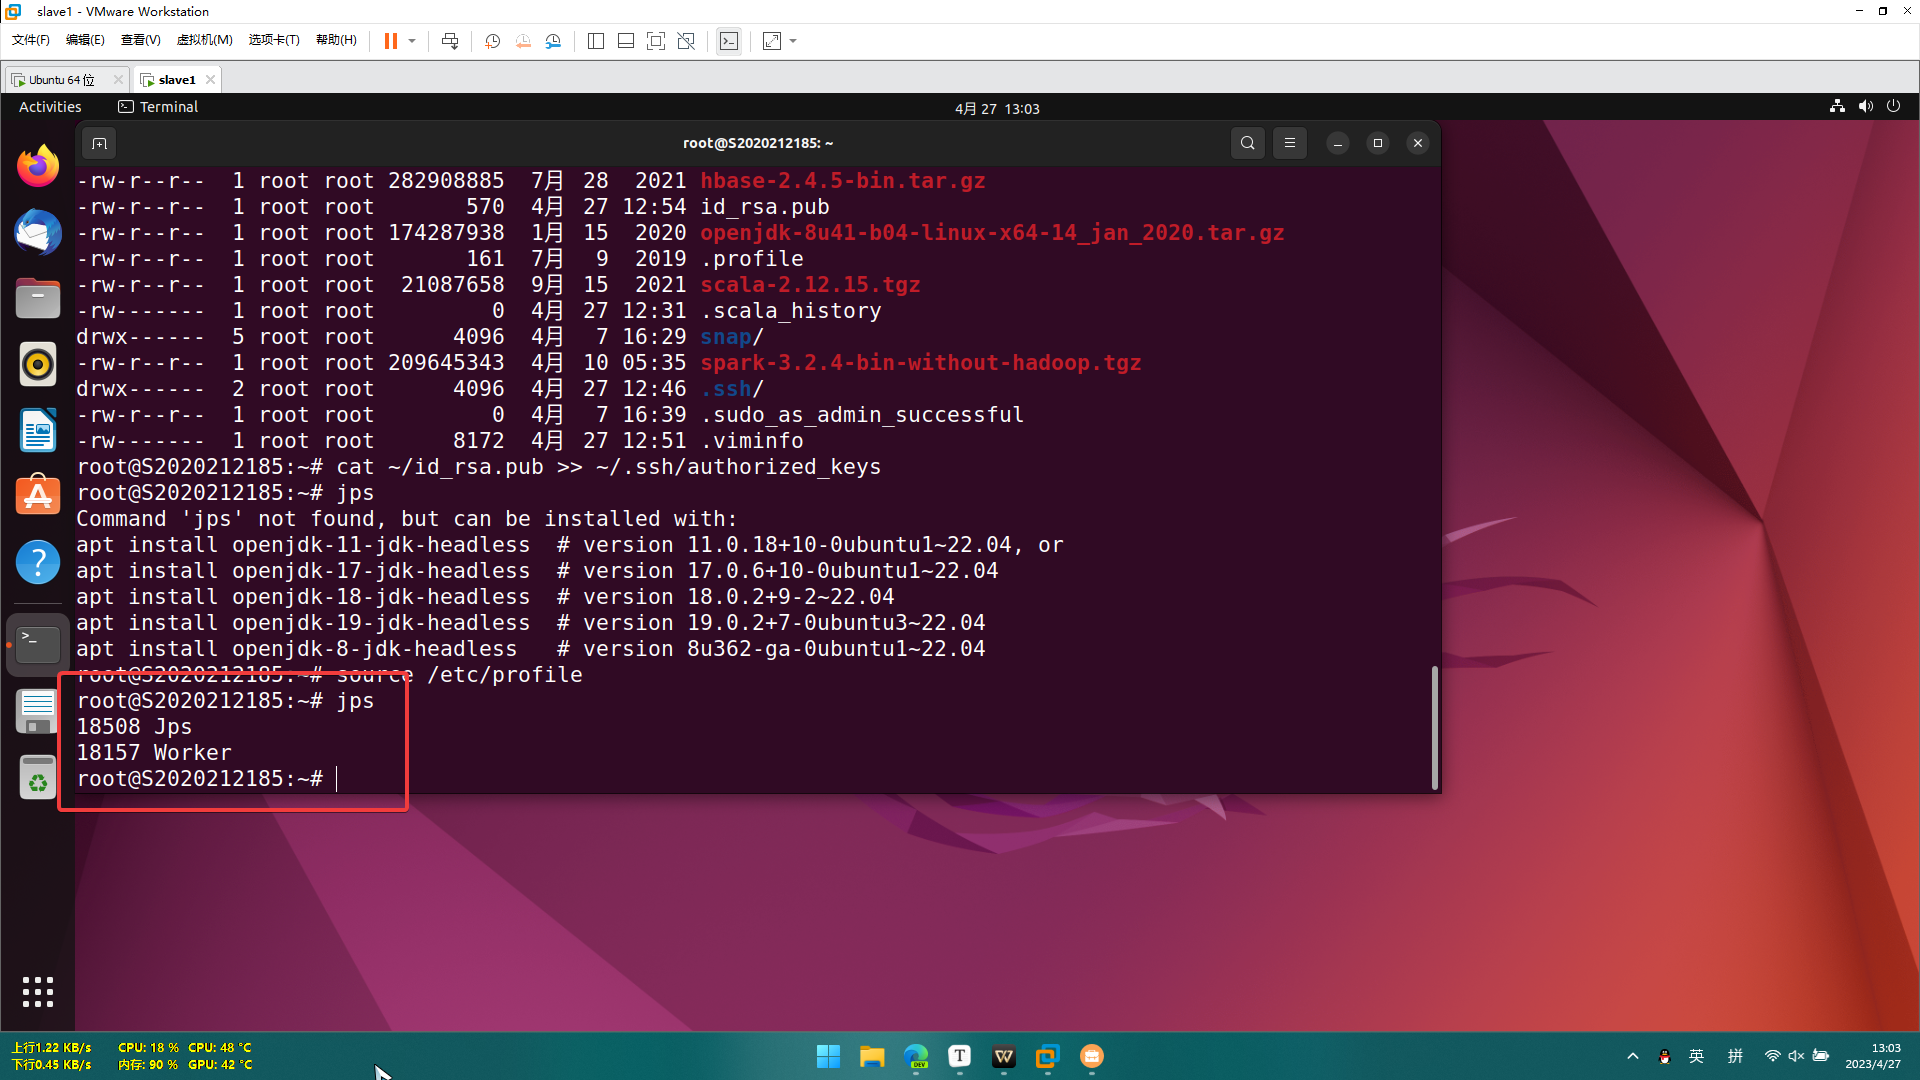 slave1 - VMware Workstation
文件(F) 编辑(E) 查看(V) 虚拟机(M) 选项卡(T) 帮助(H)
Ubuntu 64 位 slave1
Activities Terminal 4月 27 13:03
root@S2020212185: ~
-rw-r--r-- 1 root root 282908885 7月 28 2021 hbase-2.4.5-bin.tar.gz
-rw-r--r-- 1 root root 570 4月 27 12:54 id_rsa.pub
-rw-r--r-- 1 root root 174287938 1月 15 2020 openjdk-8u41-b04-linux-x64-14_jan_2020.tar.gz
-rw-r--r-- 1 root root 161 7月 9 2019 .profile
-rw-r--r-- 1 root root 21087658 9月 15 2021 scala-2.12.15.tgz
-rw------- 1 root root 0 4月 27 12:31 .scala_history
drwx------ 5 root root 4096 4月 7 16:29 snap/
-rw-r--r-- 1 root root 209645343 4月 10 05:35 spark-3.2.4-bin-without-hadoop.tgz
drwx------ 2 root root 4096 4月 27 12:46 .ssh/
-rw-r--r-- 1 root root 0 4月 7 16:39 .sudo_as_admin_successful
-rw------- 1 root root 8172 4月 27 12:51 .viminfo
root@S2020212185:~# cat ~/id_rsa.pub >> ~/.ssh/authorized_keys
root@S2020212185:~# jps
Command 'jps' not found, but can be installed with:
apt install openjdk-11-jdk-headless # version 11.0.18+10-0ubuntu1~22.04, or
apt install openjdk-17-jdk-headless # version 17.0.6+10-0ubuntu1~22.04
apt install openjdk-18-jdk-headless # version 18.0.2+9-2~22.04
apt install openjdk-19-jdk-headless # version 19.0.2+7-0ubuntu3~22.04
apt install openjdk-8-jdk-headless # version 8u362-ga-0ubuntu1~22.04
root@S2020212185:~# source /etc/profile
root@S2020212185:~# jps
18508 Jps
18157 Worker
root@S2020212185:~#
上行1.22 KB/s CPU: 18 % CPU: 48 °C
下行0.45 KB/s 内存: 90 % GPU: 42 °C
DEV T W
英 拼
13:03
2023/4/27